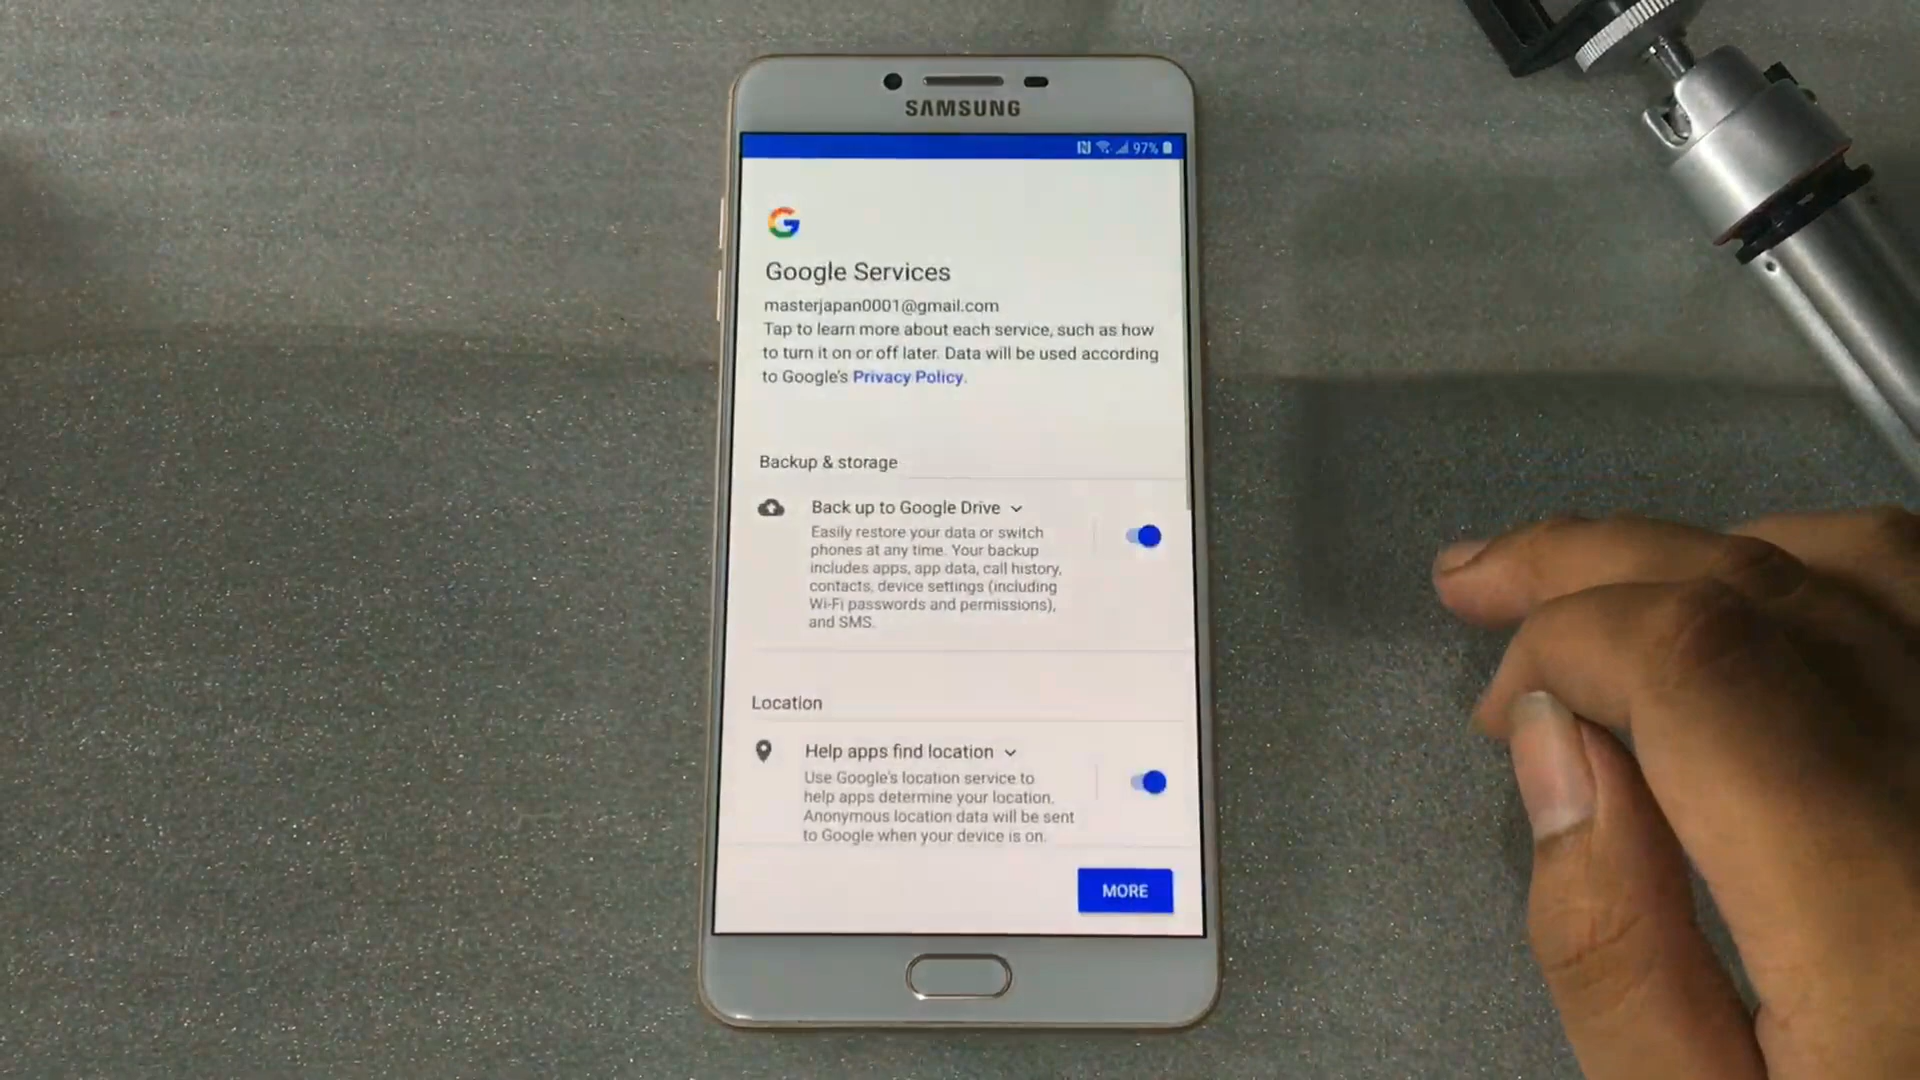 SAMSUNG
97%
Google Services
masterjapan0001@gmail.com
Tap to learn more about each service, such as how
to turn it on or off later. Data will be used according
to Google's Privacy Policy.
Backup & storage
Back up to Google Drive
Easily restore your data or switch
phones at any time. Your backup
includes apps, app data, call history,
contacts, device settings (including
Wi-Fi passwords and permissions),
and SMS.
Location
Help apps find location
Use Google's location service to
help apps determine your location.
Anonymous location data will be sent
to Google when your device is on.
MORE